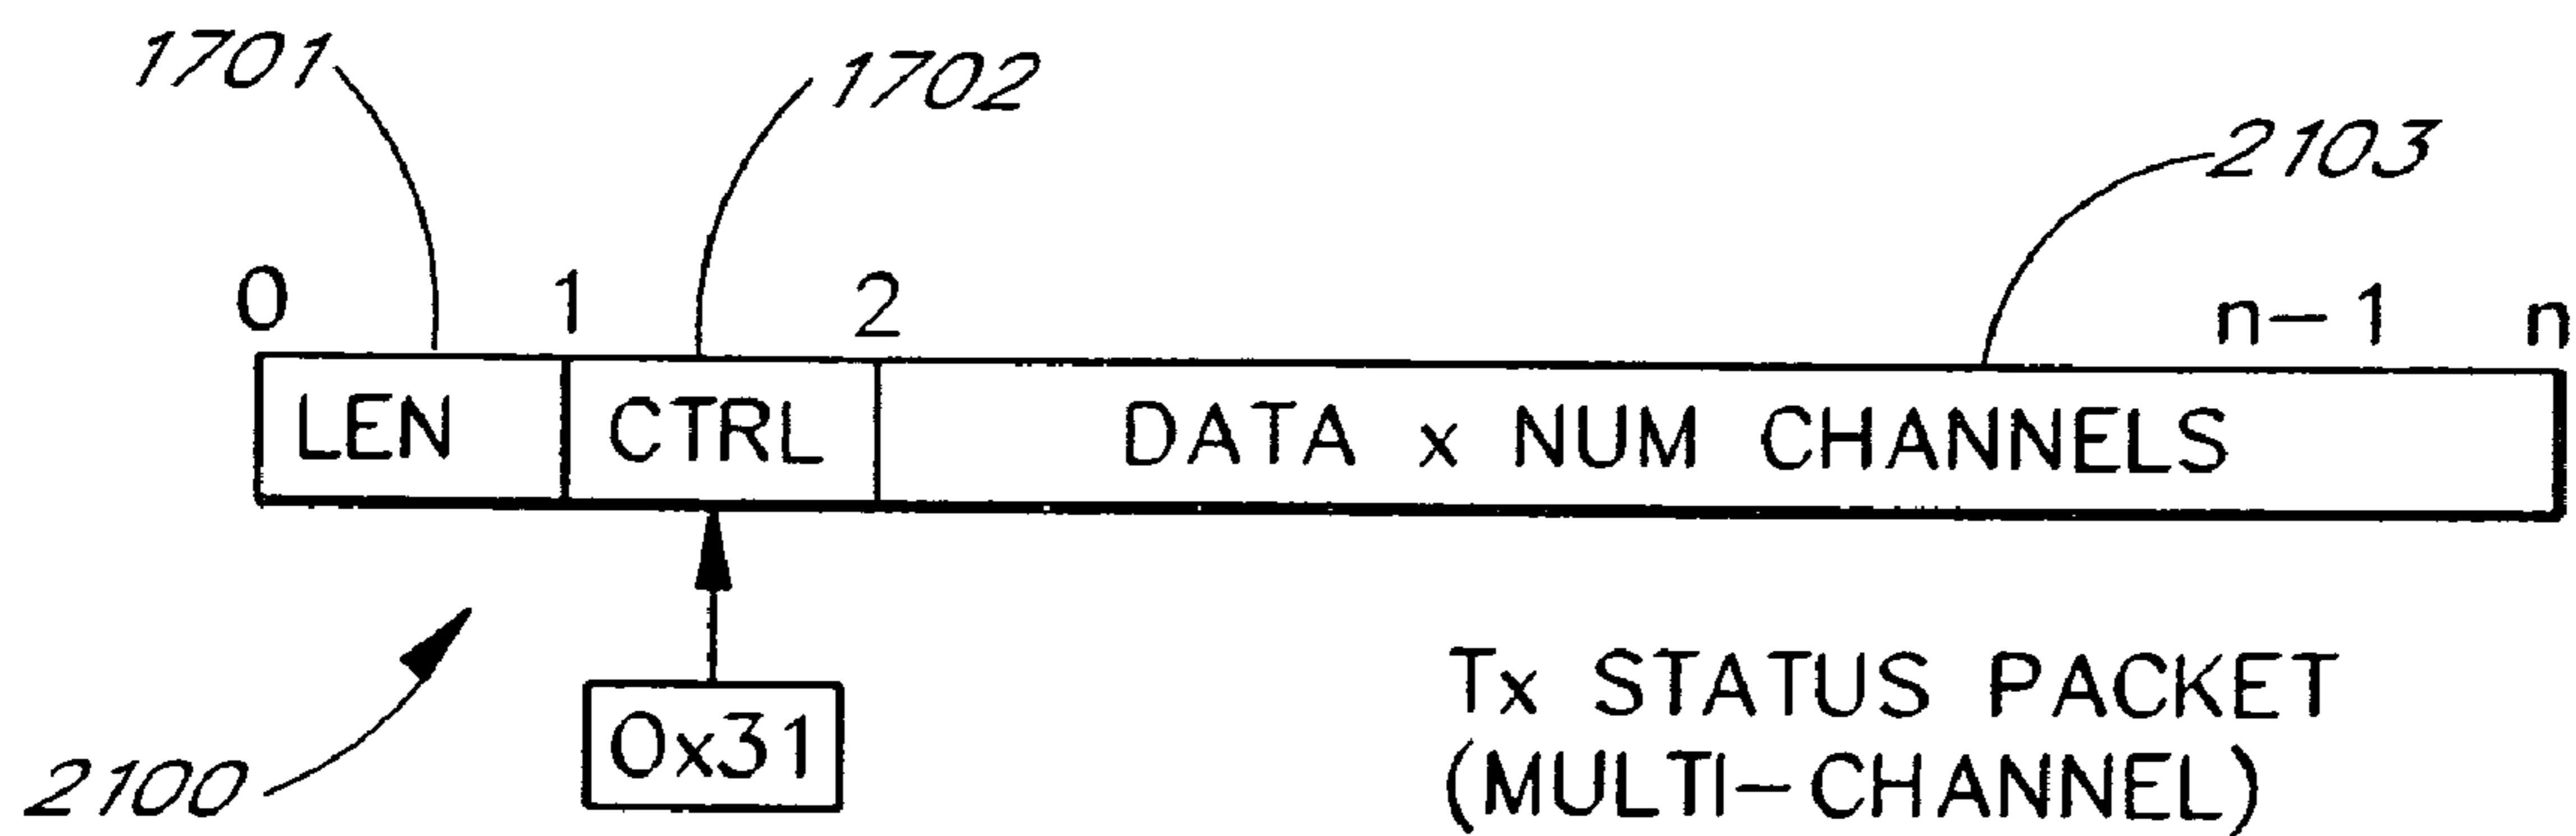 1701
1702
2103
0 1 2 n-1 n
LEN CTRL DATA x NUM CHANNELS
0x31
2100
Tx STATUS PACKET
(MULTI-CHANNEL)